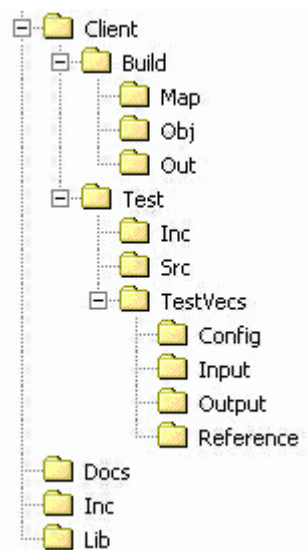 Client
Build
Map
Obj
Out
Test
Inc
Src
TestVecs
Config
Input
Output
Reference
Docs
Inc
Lib